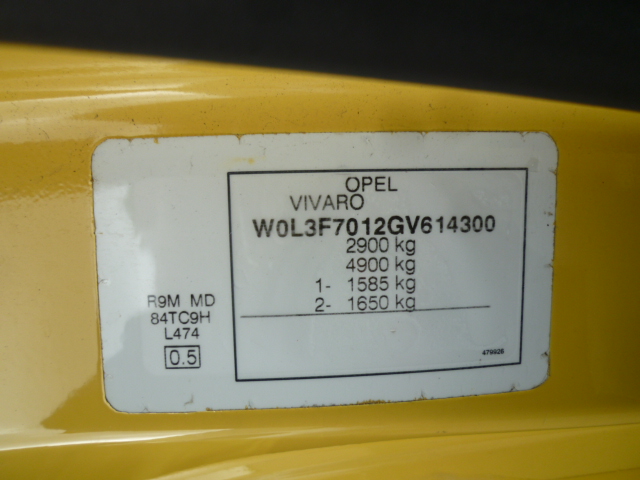 OPEL
VIVARO
W0L3F7012GV614300
2900 kg
4900 kg
1- 1585 kg
2- 1650 kg
R9M MD
84TC9H
L474
0.5
479928